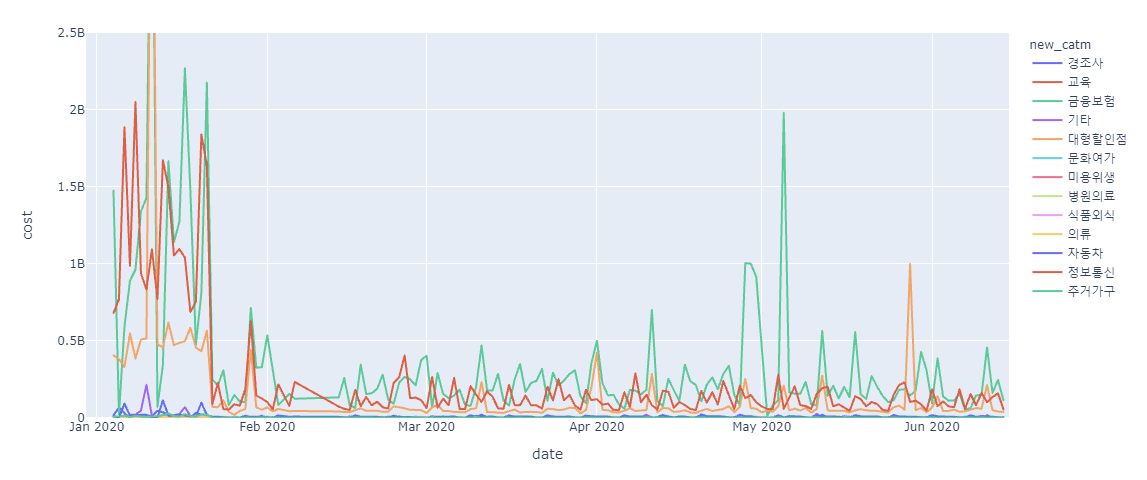 2.5B
2B
1.5B
1B
0.5B
0
cost
Jan 2020
Feb 2020
Mar 2020
Apr 2020
May 2020
Jun 2020
date
new_catm
경조사
교육
금융보험
기타
대형할인점
문화여가
미용위생
병원의료
식품외식
의류
자동차
정보통신
주거가구